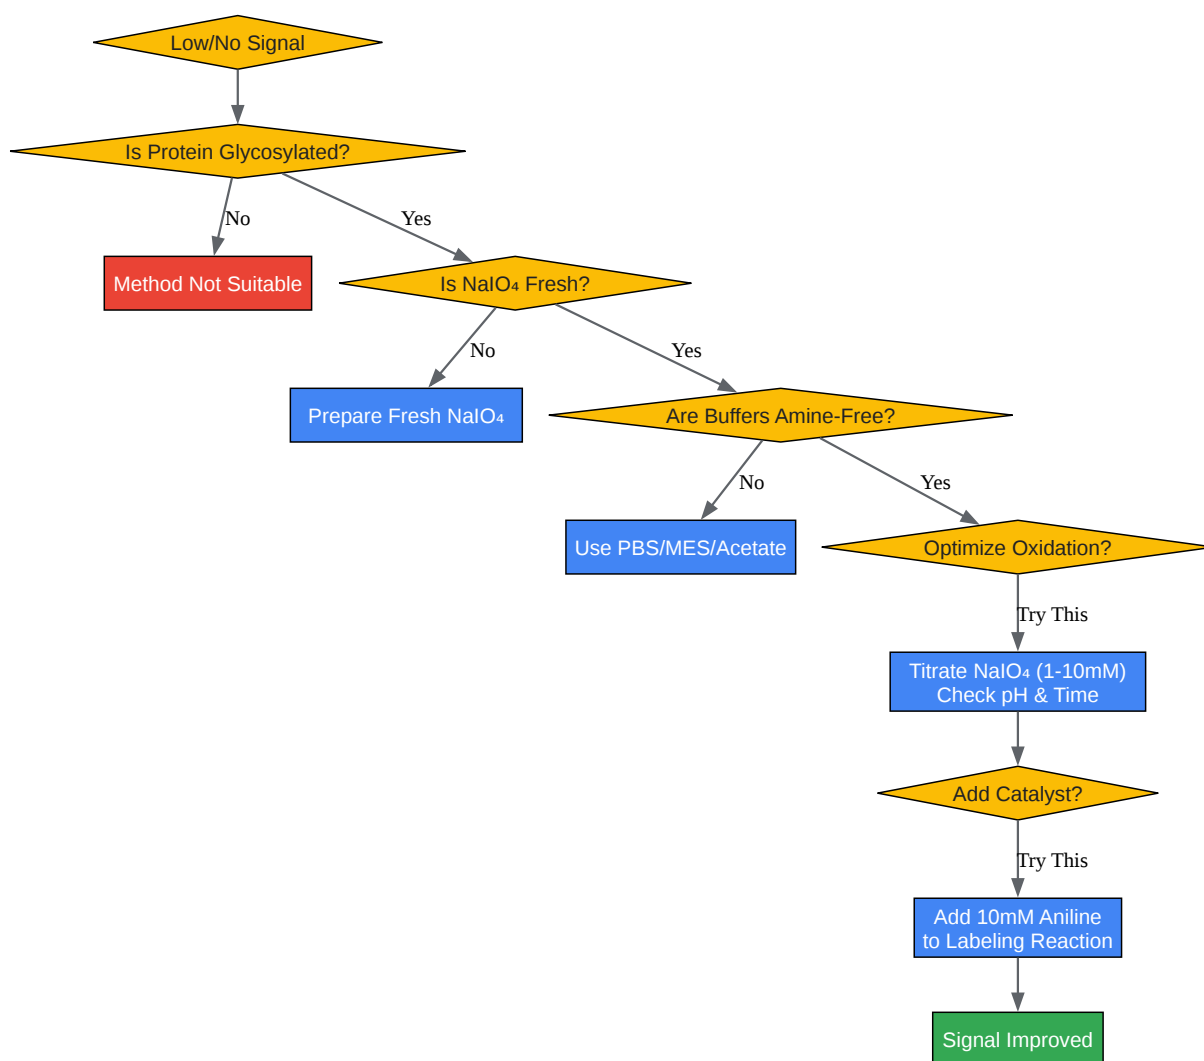 Low/No Signal
Is Protein Glycosylated?
No
Yes
Method Not Suitable
Is NaIO₄ Fresh?
No
Yes
Prepare Fresh NaIO₄
Are Buffers Amine-Free?
No
Yes
Use PBS/MES/Acetate
Optimize Oxidation?
Try This
Titrate NaIO₄ (1-10mM)
Check pH & Time
Add Catalyst?
Try This
Add 10mM Aniline
to Labeling Reaction
Signal Improved